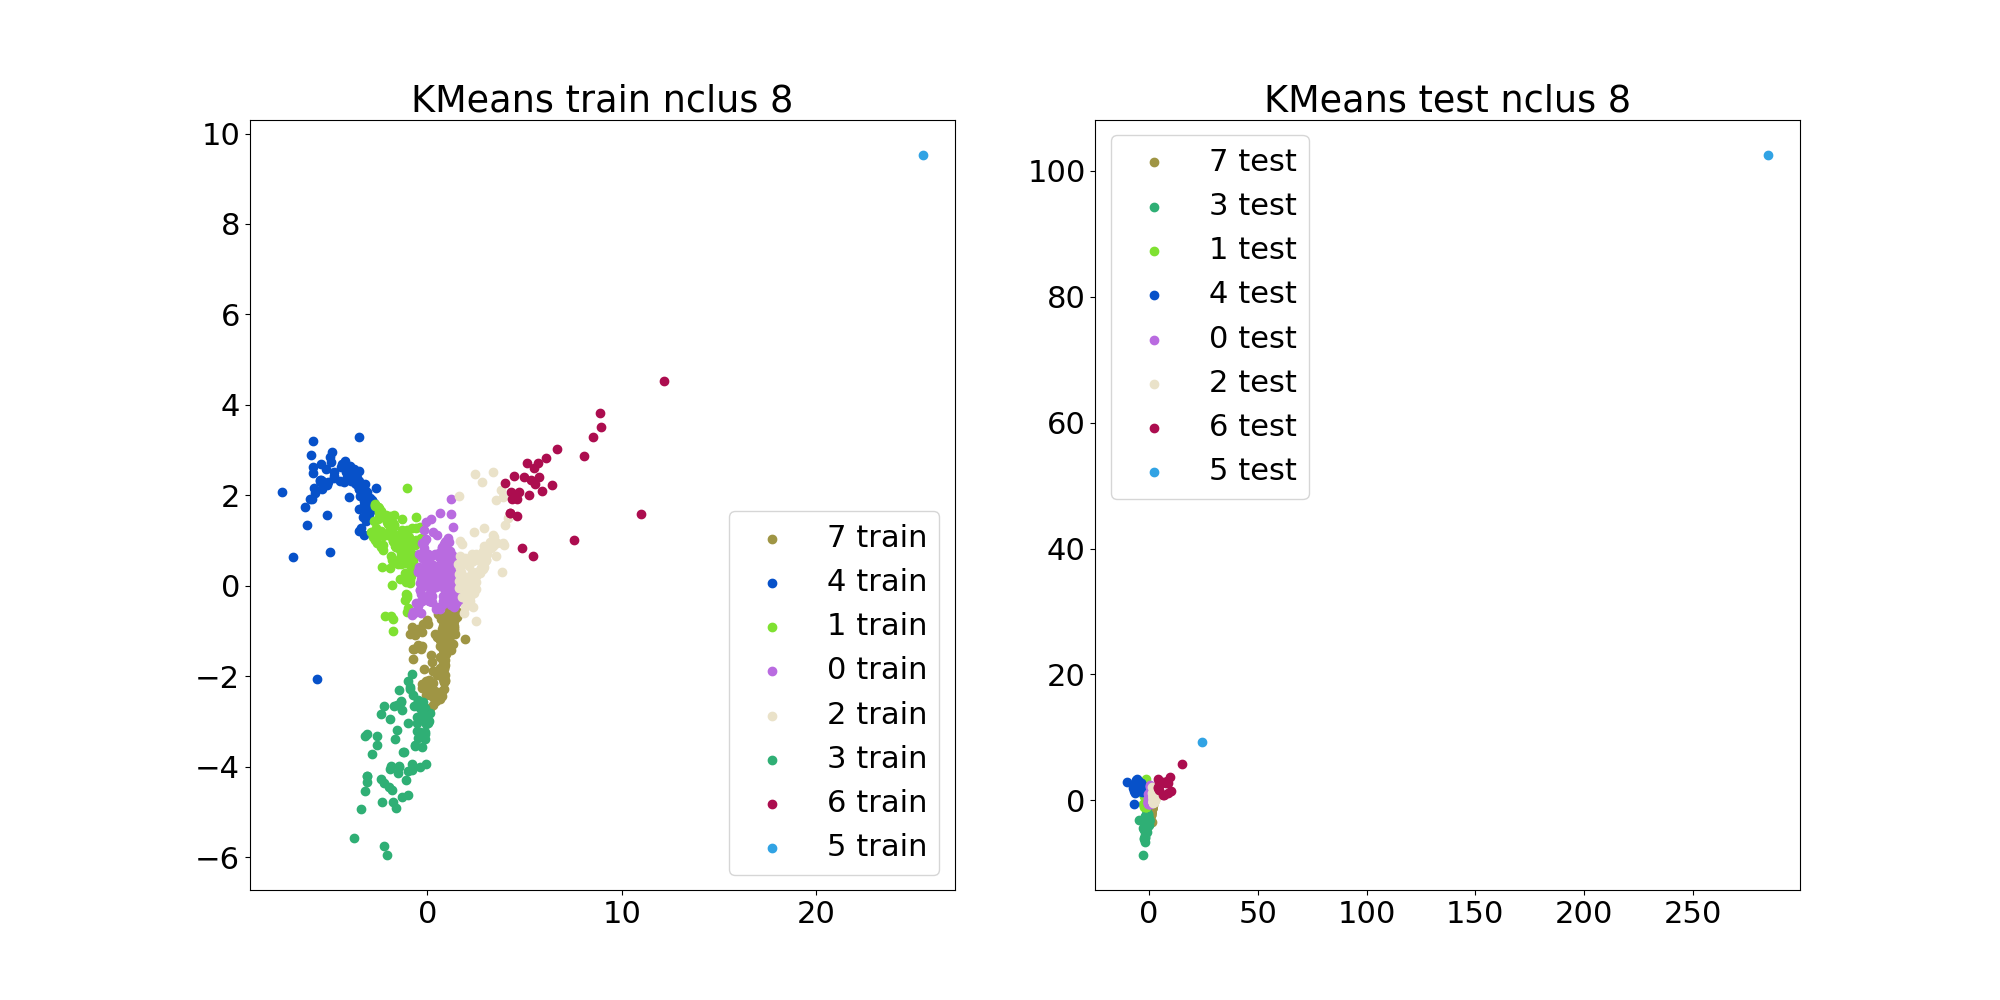 KMeans train nclus 8
10
8
6
4
2
0
−2
−4
−6
0
10
20
7 train
4 train
1 train
0 train
2 train
3 train
6 train
5 train
KMeans test nclus 8
100
80
60
40
20
0
0
50
100
150
200
250
7 test
3 test
1 test
4 test
0 test
2 test
6 test
5 test